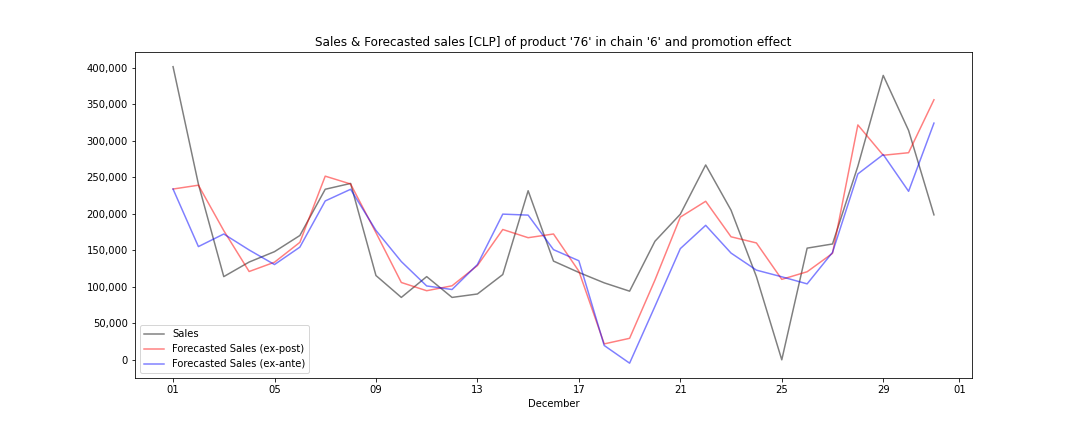 Sales & Forecasted sales [CLP] of product '76' in chain '6' and promotion effect
400,000
350,000
300,000
250,000
200,000
150,000
100,000
50,000
0
Sales
Forecasted Sales (ex-post)
Forecasted Sales (ex-ante)
01 05 09 13 17 21 25 29 01
December